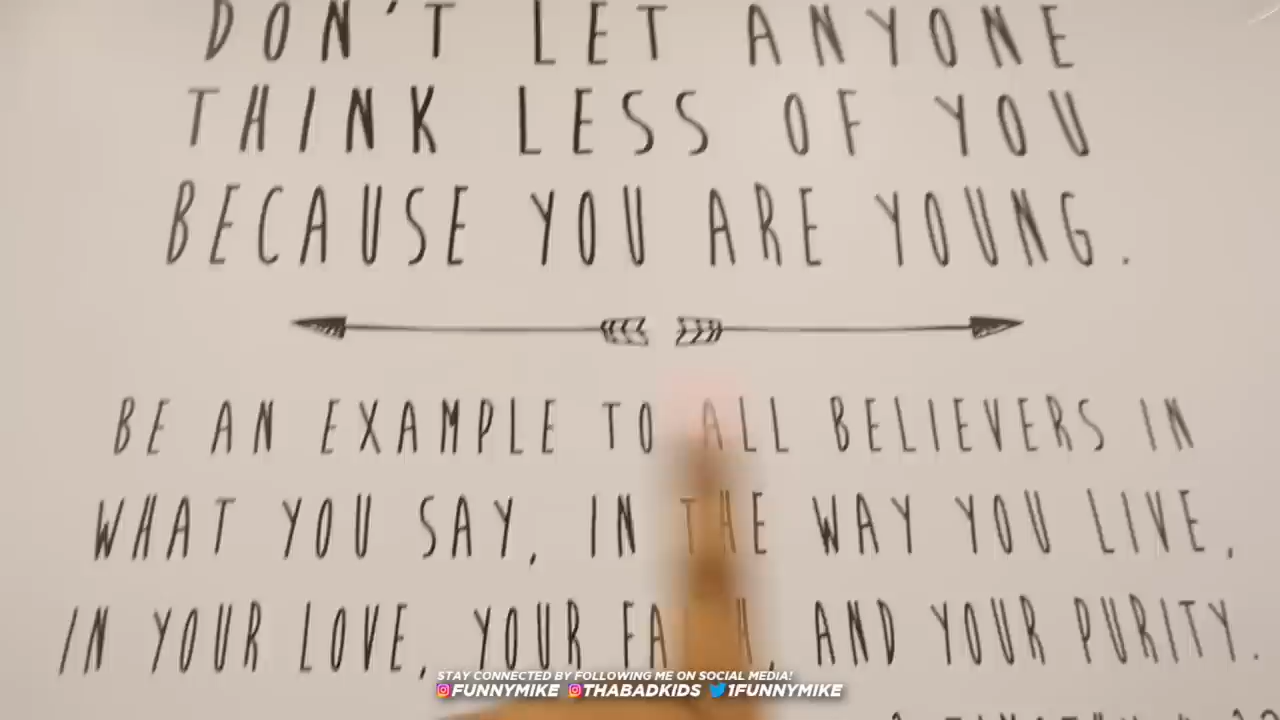 DON'T LET ANYONE
THINK LESS OF YOU
BECAUSE YOU ARE YOUNG.
BE AN EXAMPLE TO ALL BELIEVERS IN
WHAT YOU SAY, IN THE WAY YOU LIVE,
IN YOUR LOVE, YOUR AND YOUR PURITY.
STAY CONNECTED BY FOLLOWING ME ON SOCIAL MEDIA!
@FUNNYMIKE @THABADKIDS 1FUNNYMIKE